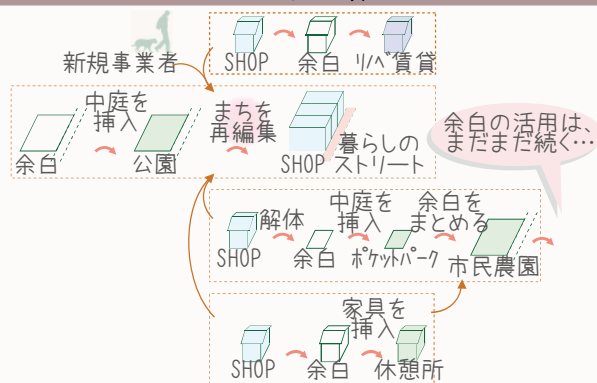 SHOP
余白
リベ賃貸
新規事業者
中庭を
挿入
まちを
再編集
余白
公園
SHOP
暮らしの
ストリート
余白の活用は、
まだまだ続く…
解体
中庭を
挿入
余白を
まとめる
SHOP
余白
ポケットパーク
市民農園
家具を
挿入
SHOP
余白
休憩所